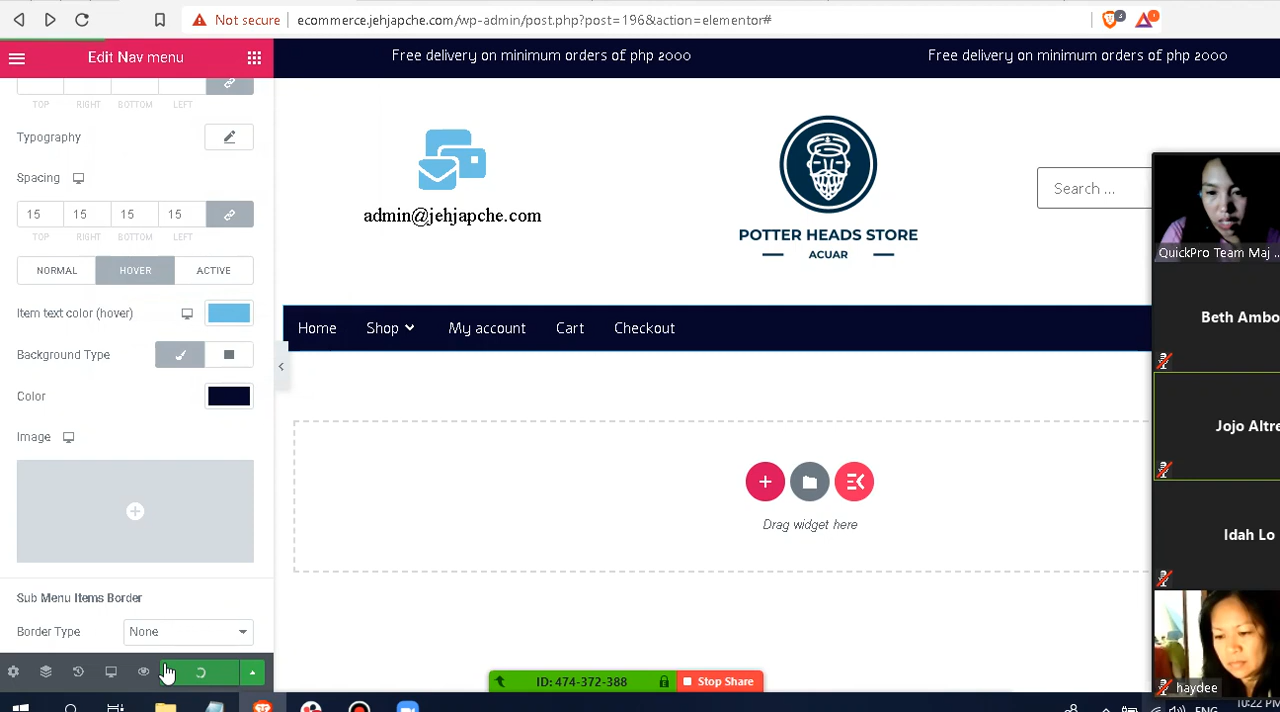 Not secure
ecommerce.jehjapche.com/wp-admin/post.php?post=196&action=elementor#
3
1
Edit Nav menu
TOP RIGHT BOTTOM LEFT
Typography
Spacing
15 15 15 15
TOP RIGHT BOTTOM LEFT
NORMAL HOVER ACTIVE
Item text color (hover)
Background Type
Color
Image
Sub Menu Items Border
Border Type None
Free delivery on minimum orders of php 2000
Free delivery on minimum orders of php 2000
admin@jehjapche.com
POTTER HEADS STORE
ACUAR
Search ...
Home Shop My account Cart Checkout
Drag widget here
ID: 474-372-388
Stop Share
QuickPro Team Maj ...
Beth Ambo
Jojo Altre
Idah Lo
haydee
ENG
10:22 PM